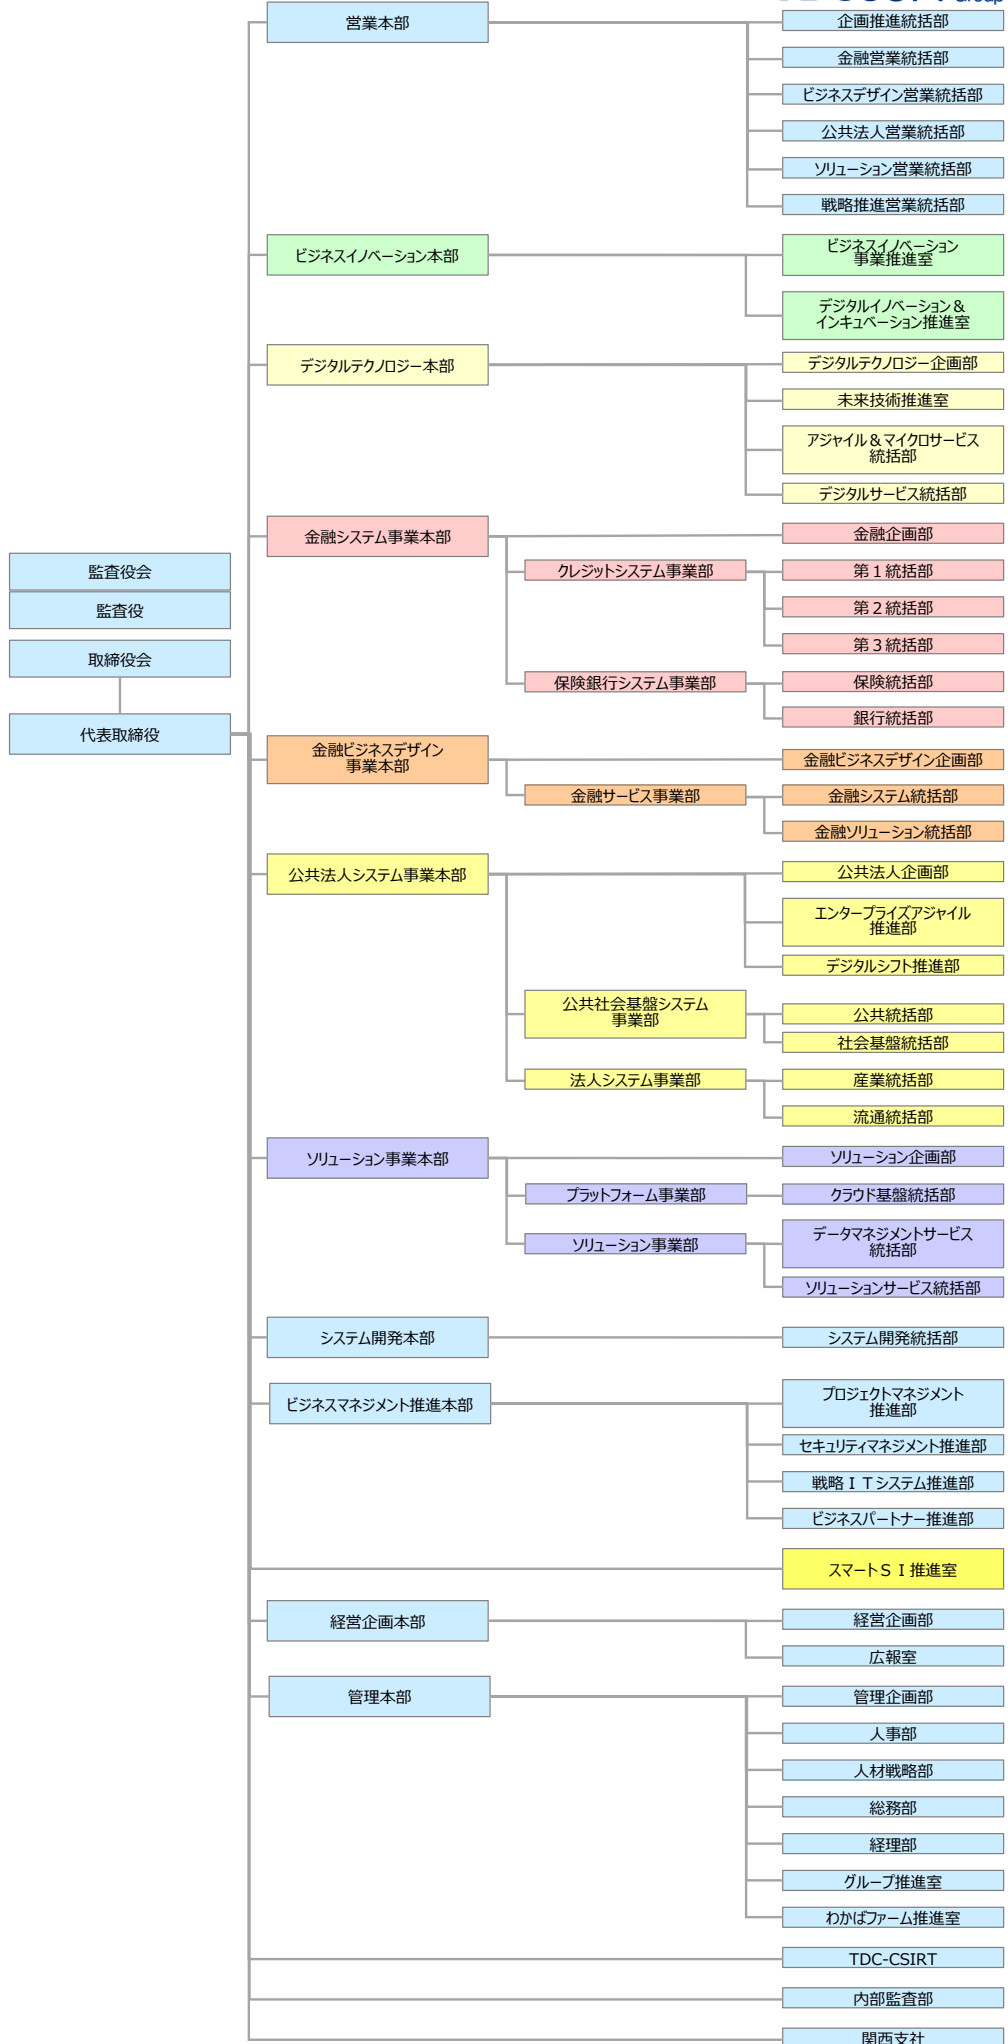 営業本部
企画推進統括部
金融営業統括部
ビジネスデザイン営業統括部
公共法人営業統括部
ソリューション営業統括部
戦略推進営業統括部
ビジネスイノベーション本部
ビジネスイノベーション
事業推進室
デジタルイノベーション＆
インキュベーション推進室
デジタルテクノロジー本部
デジタルテクノロジー企画部
未来技術推進室
アジャイル＆マイクロサービス
統括部
デジタルサービス統括部
金融システム事業本部
金融企画部
クレジットシステム事業部
第１統括部
第２統括部
第３統括部
保険銀行システム事業部
保険統括部
銀行統括部
監査役会
監査役
取締役会
代表取締役
金融ビジネスデザイン
事業本部
金融ビジネスデザイン企画部
金融サービス事業部
金融システム統括部
金融ソリューション統括部
公共法人システム事業本部
公共法人企画部
エンタープライズアジャイル
推進部
デジタルシフト推進部
公共社会基盤システム
事業部
公共統括部
社会基盤統括部
法人システム事業部
産業統括部
流通統括部
ソリューション事業本部
ソリューション企画部
プラットフォーム事業部
クラウド基盤統括部
ソリューション事業部
データマネジメントサービス
統括部
ソリューションサービス統括部
システム開発本部
システム開発統括部
ビジネスマネジメント推進本部
プロジェクトマネジメント
推進部
セキュリティマネジメント推進部
戦略ＩＴシステム推進部
ビジネスパートナー推進部
スマートＳＩ推進室
経営企画本部
経営企画部
広報室
管理本部
管理企画部
人事部
人材戦略部
総務部
経理部
グループ推進室
わかばファーム推進室
TDC-CSIRT
内部監査部
関西支社